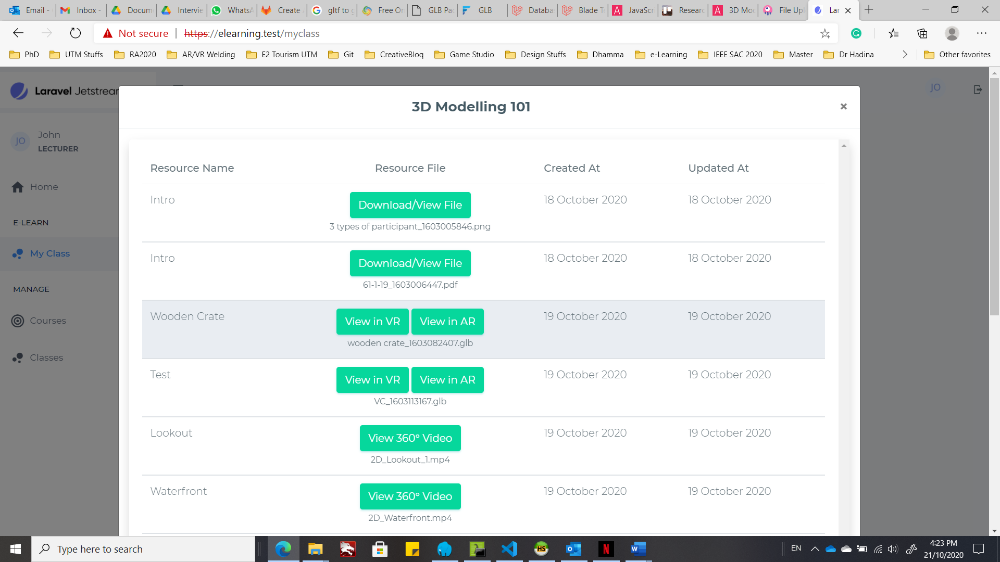 Email -
Inbox -
Docum
Intervie
WhatsA
Create
gltf to g
Free On
GLB Pac
GLB
Databa
Blade Te
JavaScri
Researc
3D Mod
File Upl
Lar
Not secure | https://elearning.test/myclass
PhD
UTM Stuffs
RA2020
AR/VR Welding
E2 Tourism UTM
Git
CreativeBloq
Game Studio
Design Stuffs
Dhamma
e-Learning
IEEE SAC 2020
Master
Dr Hadina
Other favorites
Laravel Jetstrear
JO
JO
John
LECTURER
Home
E-LEARN
My Class
MANAGE
Courses
Classes
3D Modelling 101
×
Resource Name Resource File Created At Updated At
Intro Download/View File 18 October 2020 18 October 2020
3 types of participant_1603005846.png
Intro Download/View File 18 October 2020 18 October 2020
61-1-19_1603006447.pdf
Wooden Crate View in VR View in AR 19 October 2020 19 October 2020
wooden crate_1603082407.glb
Test View in VR View in AR 19 October 2020 19 October 2020
VC_1603113167.glb
Lookout View 360° Video 19 October 2020 19 October 2020
2D_Lookout_1.mp4
Waterfront View 360° Video 19 October 2020 19 October 2020
2D_Waterfront.mp4
Type here to search
HS
N
EN
4:23 PM
21/10/2020